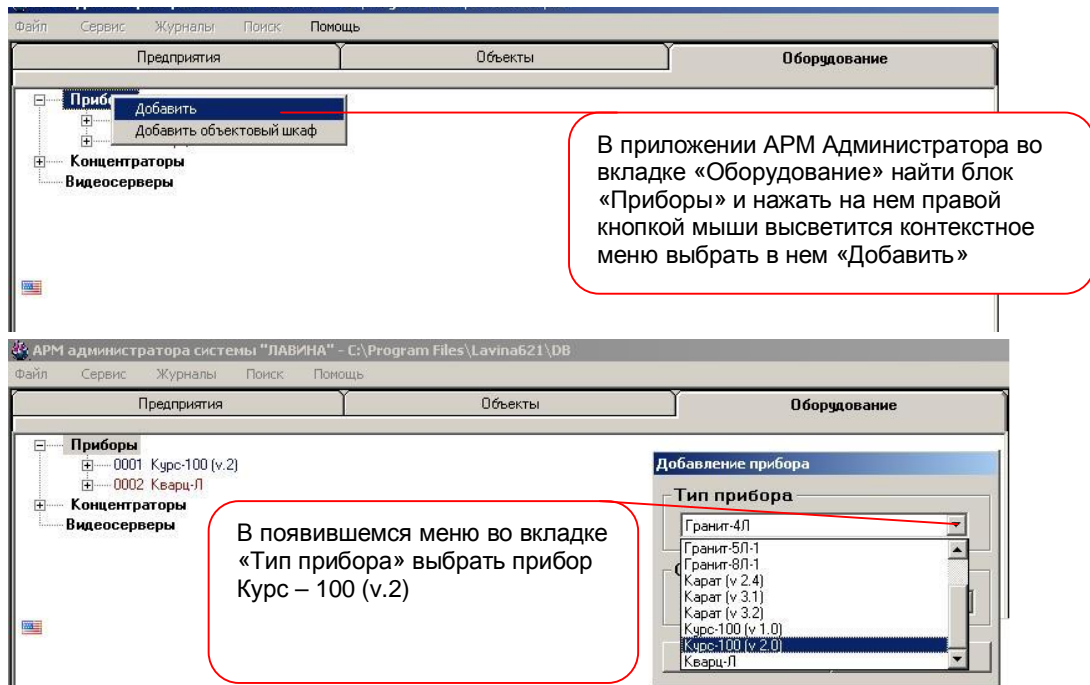 Файл Сервис Журналы Поиск Помощь
Предприятия Объекты Оборудование
Добавить
Добавить объектовый шкаф
Концентраторы
Видеосерверы
В приложении АРМ Администратора во
вкладке «Оборудование» найти блок
«Приборы» и нажать на нем правой
кнопкой мыши высветится контекстное
меню выбрать в нем «Добавить»
АРМ администратора системы "ЛАВИНА" - C:\Program Files\Lavina621\DB
Файл Сервис Журналы Поиск Помощь
Предприятия Объекты Оборудование
Приборы
0001 Курс-100 (v.2)
0002 Кварц-Л
Концентраторы
Видеосерверы
В появившемся меню во вкладке
«Тип прибора» выбрать прибор
Курс – 100 (v.2)
Добавление прибора
Тип прибора
Гранит-4Л
Гранит-5Л-1
Гранит-8Л-1
Карат (v 2.4)
Карат (v 3.1)
Карат (v 3.2)
Курс-100 (v 1.0)
Курс-100 (v 2.0)
Кварц-Л